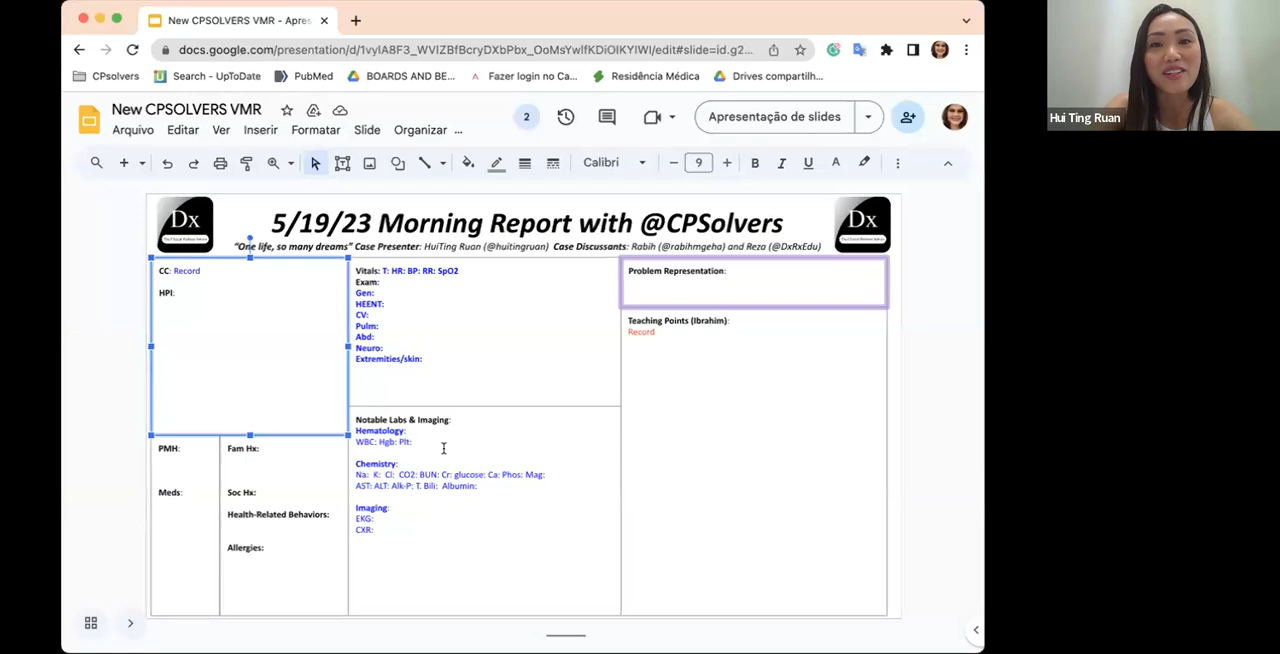 New CPSOLVERS VMR - Apres
docs.google.com/presentation/d/1vyIA8F3_WVIZBfBcryDXbPbx_OoMsYwlfKDiOIKYIWI/edit#slide=id.g2...
CPsolvers
Search - UpToDate
PubMed
BOARDS AND BE...
Fazer login no Ca...
Residência Médica
Drives compartilh...
New CPSOLVERS VMR
Arquivo Editar Ver Inserir Formatar Slide Organizar ...
2
Apresentação de slides
Calibri
9
B I U A
Hui Ting Ruan
Dx
5/19/23 Morning Report with @CPSolvers
Dx
"One life, so many dreams" Case Presenter: HuiTing Ruan (@huitingruan) Case Discussants: Rabih (@rabihmgeha) and Reza (@DxRxEdu)
CC: Record
HPI:
PMH:
Meds:
Fam Hx:
Soc Hx:
Health-Related Behaviors:
Allergies:
Vitals: T: HR: BP: RR: SpO2
Exam:
Gen:
HEENT:
CV:
Pulm:
Abd:
Neuro:
Extremities/skin:
Notable Labs & Imaging:
Hematology:
WBC: Hgb: Plt:
Chemistry:
Na: K: Cl: CO2: BUN: Cr: glucose: Ca: Phos: Mag:
AST: ALT: Alk-P: T. Bili: Albumin:
Imaging:
EKG:
CXR:
Problem Representation:
Teaching Points (Ibrahim):
Record